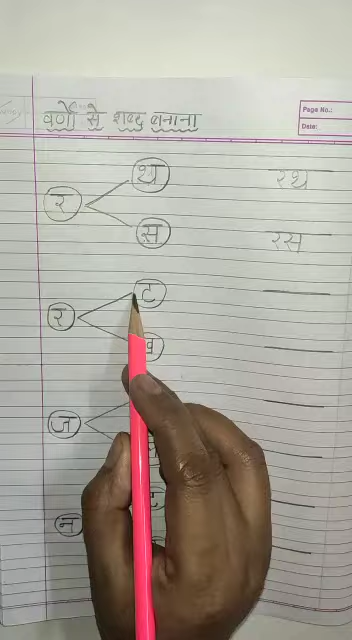 Page No.:
Date:
वर्णों से शब्द बनाना
र थ रथ
स रस
र ट
ज
न